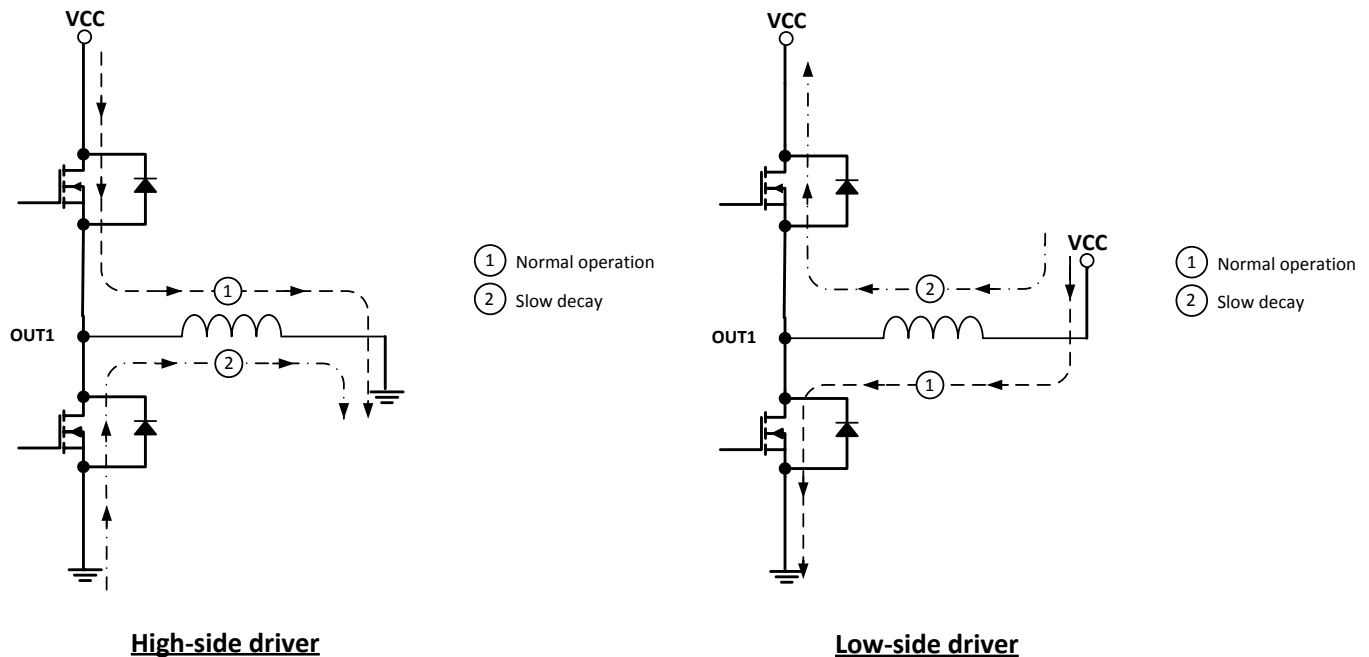 VCC
1
1 Normal operation
2 Slow decay
OUT1
2
High-side driver
VCC
VCC
2
1 Normal operation
2 Slow decay
OUT1
1
Low-side driver